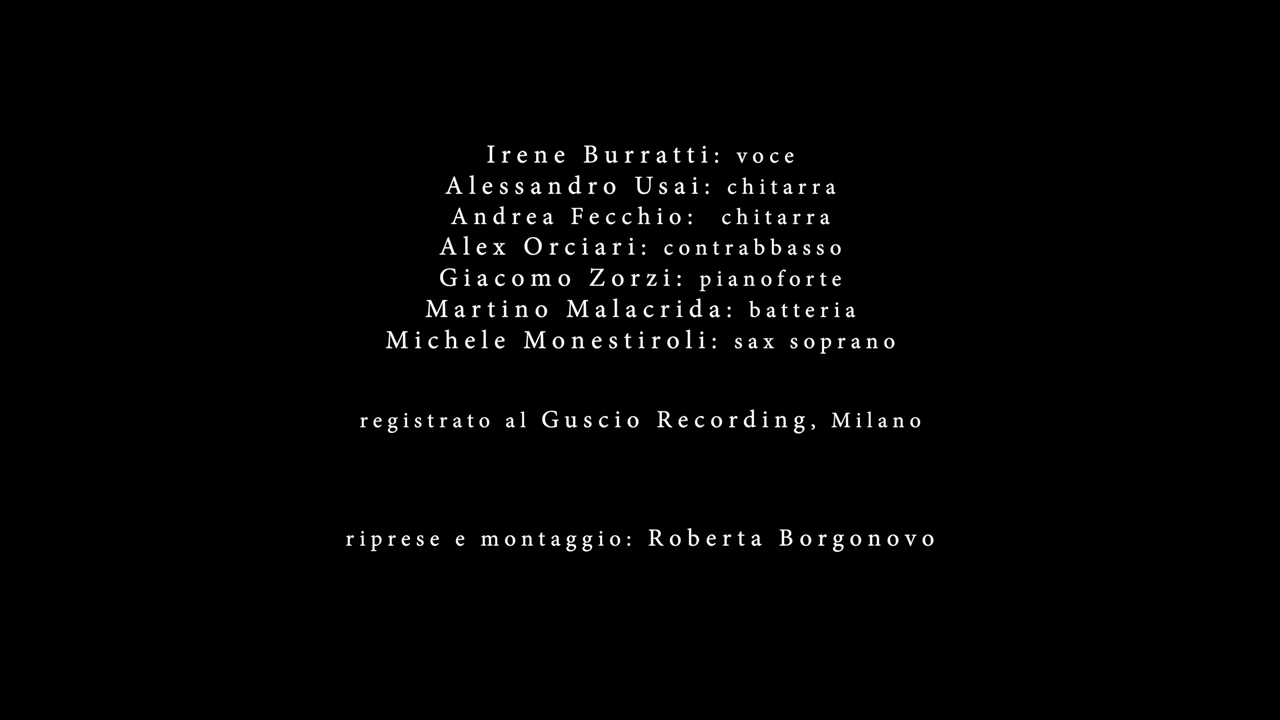 Irene Burratti: voce
Alessandro Usai: chitarra
Andrea Fecchio: chitarra
Alex Orciari: contrabbasso
Giacomo Zorzi: pianoforte
Martino Malacrida: batteria
Michele Monestiroli: sax soprano
registrato al Guscio Recording, Milano
riprese e montaggio: Roberta Borgonovo